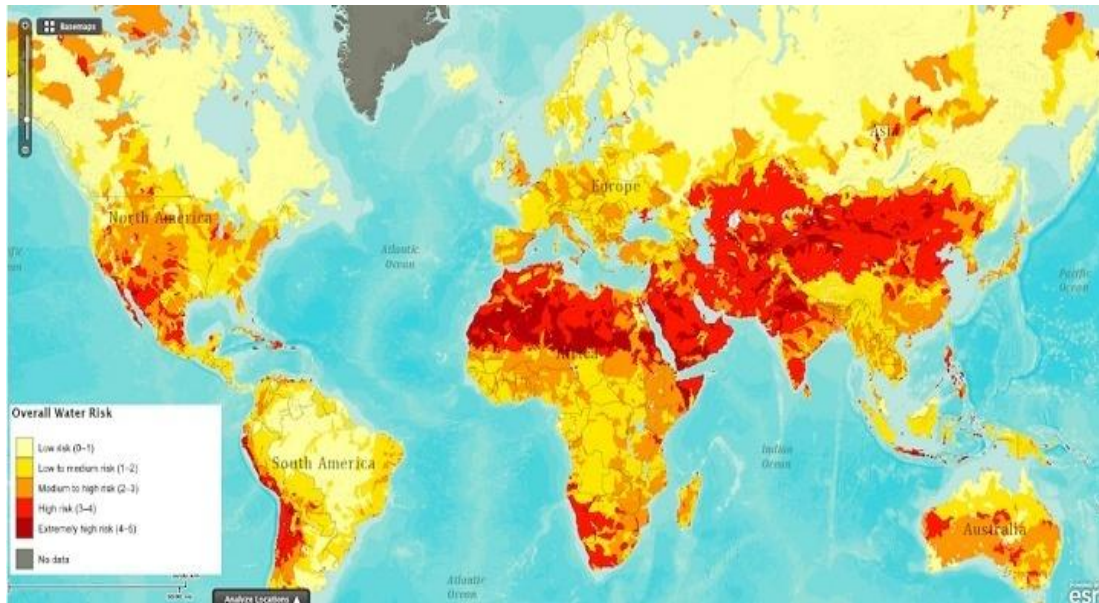 Basemaps
Asia
Europe
North America
Atlantic
Ocean
Pacific
Ocean
Africa
Overall Water Risk
Low risk (0–1)
Low to medium risk (1–2)
Medium to high risk (2–3)
High risk (3–4)
Extremely high risk (4–5)
No data
South America
Indian
Ocean
Australia
Atlantic
Ocean
Analyze Locations
esri